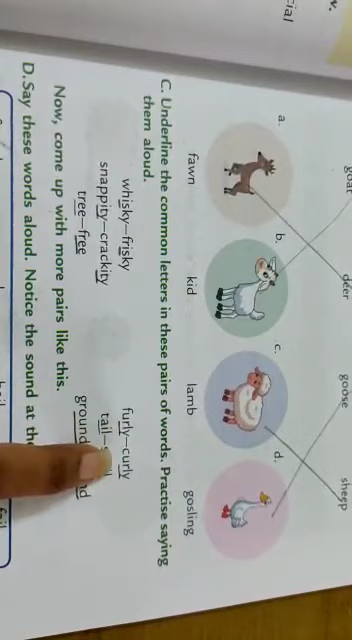 w.
cial
goat deer goose sheep
a. b. c. d.
fawn kid lamb gosling
C. Underline the common letters in these pairs of words. Practise saying
them aloud.
whisky–frisky furly–curly
snappity–crackity tail–
tree–free ground
Now, come up with more pairs like this.
D. Say these words aloud. Notice the sound at the